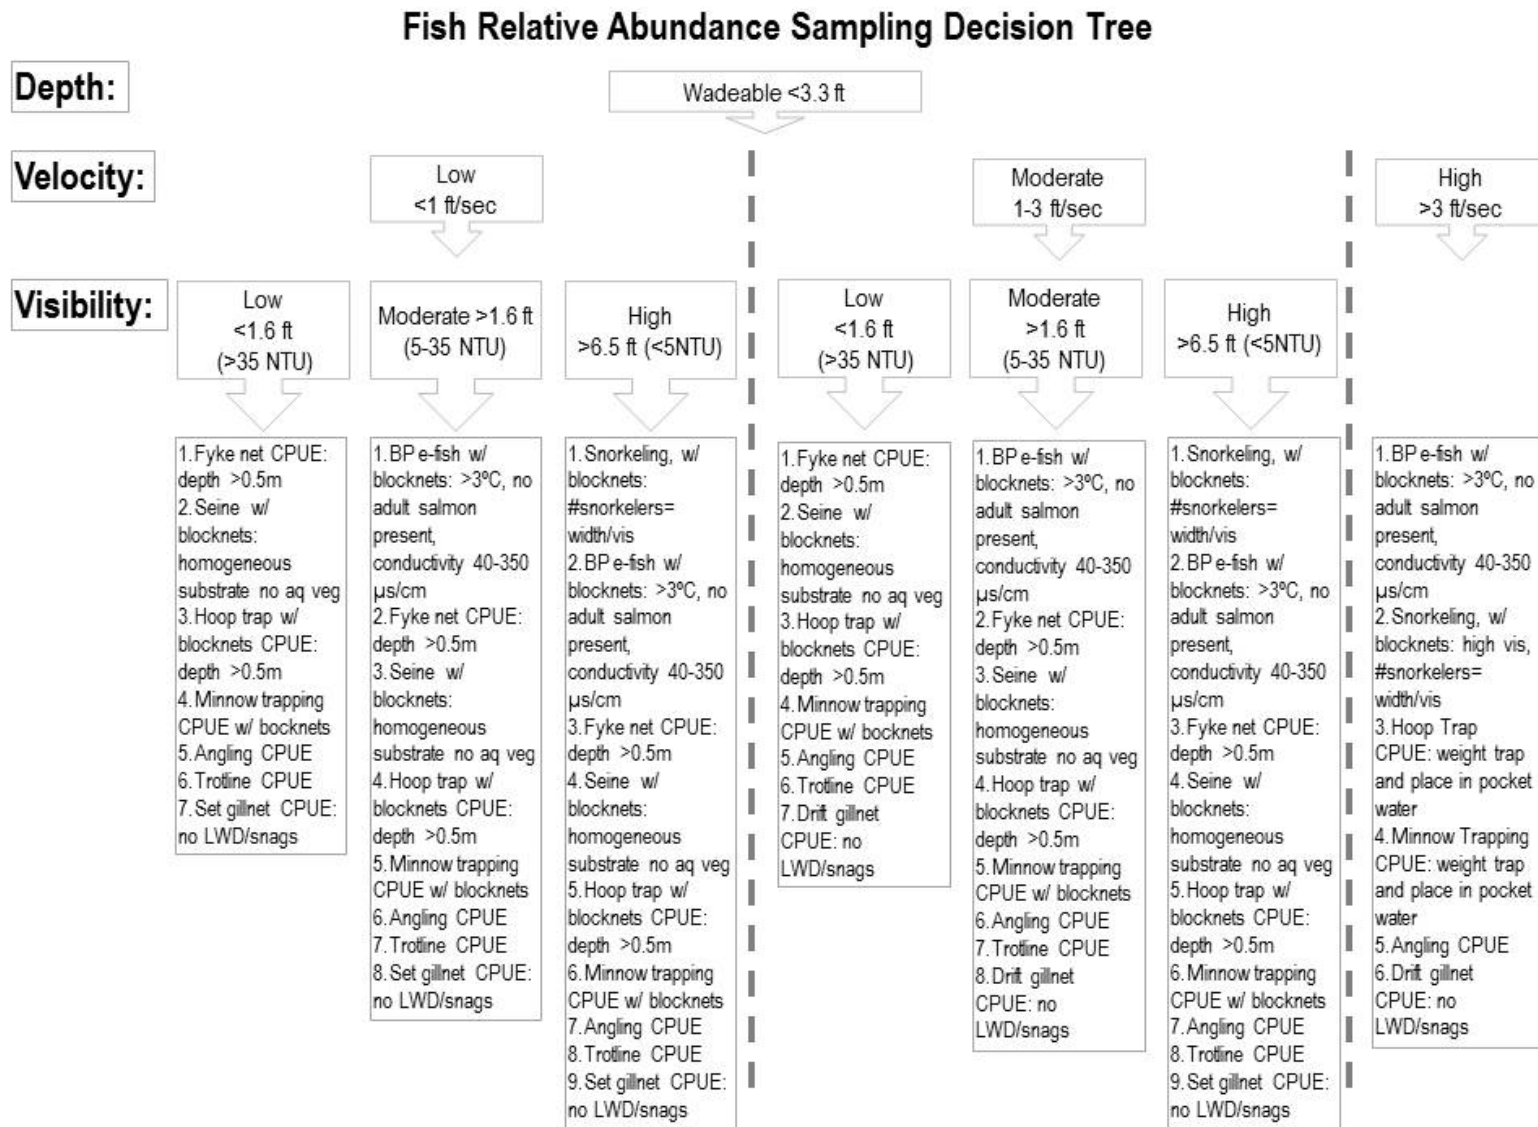 Fish Relative Abundance Sampling Decision Tree
Depth:
Wadeable <3.3 ft
Velocity:
Low
<1 ft/sec
Moderate
1-3 ft/sec
High
>3 ft/sec
Visibility:
Low
<1.6 ft
(>35 NTU)
Moderate >1.6 ft
(5-35 NTU)
High
>6.5 ft (<5NTU)
Low
<1.6 ft
(>35 NTU)
Moderate
>1.6 ft
(5-35 NTU)
High
>6.5 ft (<5NTU)
1.Fyke net CPUE:
depth >0.5m
2.Seine w/
blocknets:
homogeneous
substrate no aq veg
3.Hoop trap w/
blocknets CPUE:
depth >0.5m
4.Minnow trapping
CPUE w/ bocknets
5.Angling CPUE
6.Trotline CPUE
7.Set gillnet CPUE:
no LWD/snags
1.BP e-fish w/
blocknets: >3ºC, no
adult salmon
present,
conductivity 40-350
µs/cm
2.Fyke net CPUE:
depth >0.5m
3.Seine w/
blocknets:
homogeneous
substrate no aq veg
4.Hoop trap w/
blocknets CPUE:
depth >0.5m
5.Minnow trapping
CPUE w/ blocknets
6.Angling CPUE
7.Trotline CPUE
8.Set gillnet CPUE:
no LWD/snags
1.Snorkeling, w/
blocknets:
#snorkelers=
width/vis
2.BP e-fish w/
blocknets: >3ºC, no
adult salmon
present,
conductivity 40-350
µs/cm
3.Fyke net CPUE:
depth >0.5m
4.Seine w/
blocknets:
homogeneous
substrate no aq veg
5.Hoop trap w/
blocknets CPUE:
depth >0.5m
6.Minnow trapping
CPUE w/ blocknets
7.Angling CPUE
8.Trotline CPUE
9.Set gillnet CPUE:
no LWD/snags
1.Fyke net CPUE:
depth >0.5m
2.Seine w/
blocknets:
homogeneous
substrate no aq veg
3.Hoop trap w/
blocknets CPUE:
depth >0.5m
4.Minnow trapping
CPUE w/ blocknets
5.Angling CPUE
6.Trotline CPUE
7.Drift gillnet
CPUE: no
LWD/snags
1.BP e-fish w/
blocknets: >3ºC, no
adult salmon
present,
conductivity 40-350
µs/cm
2.Fyke net CPUE:
depth >0.5m
3.Seine w/
blocknets:
homogeneous
substrate no aq veg
4.Hoop trap w/
blocknets CPUE:
depth >0.5m
5.Minnow trapping
CPUE w/ blocknets
6.Angling CPUE
7.Trotline CPUE
8.Drift gillnet
CPUE: no
LWD/snags
1.Snorkeling, w/
blocknets:
#snorkelers=
width/vis
2.BP e-fish w/
blocknets: >3ºC, no
adult salmon
present,
conductivity 40-350
µs/cm
3.Fyke net CPUE:
depth >0.5m
4.Seine w/
blocknets:
homogeneous
substrate no aq veg
5.Hoop trap w/
blocknets CPUE:
depth >0.5m
6.Minnow trapping
CPUE w/ blocknets
7.Angling CPUE
8.Trotline CPUE
9.Set gillnet CPUE:
no LWD/snags
1.BP e-fish w/
blocknets: >3ºC, no
adult salmon
present,
conductivity 40-350
µs/cm
2.Snorkeling, w/
blocknets: high vis,
#snorkelers=
width/vis
3.Hoop Trap
CPUE: weight trap
and place in pocket
water
4.Minnow Trapping
CPUE: weight trap
and place in pocket
water
5.Angling CPUE
6.Drift gillnet
CPUE: no
LWD/snags